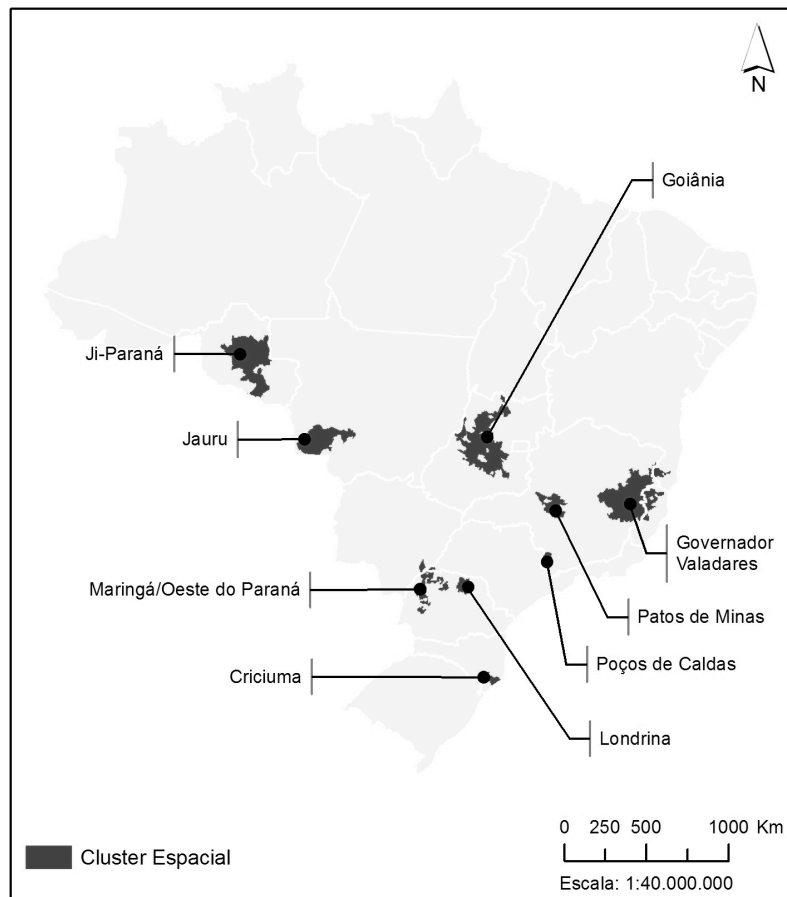 N
Goiânia
Ji-Paraná
Jauru
Governador
Valadares
Maringá/Oeste do Paraná
Patos de Minas
Poços de Caldas
Criciuma
Londrina
0 250 500 1000 Km
Cluster Espacial
Escala: 1:40.000.000